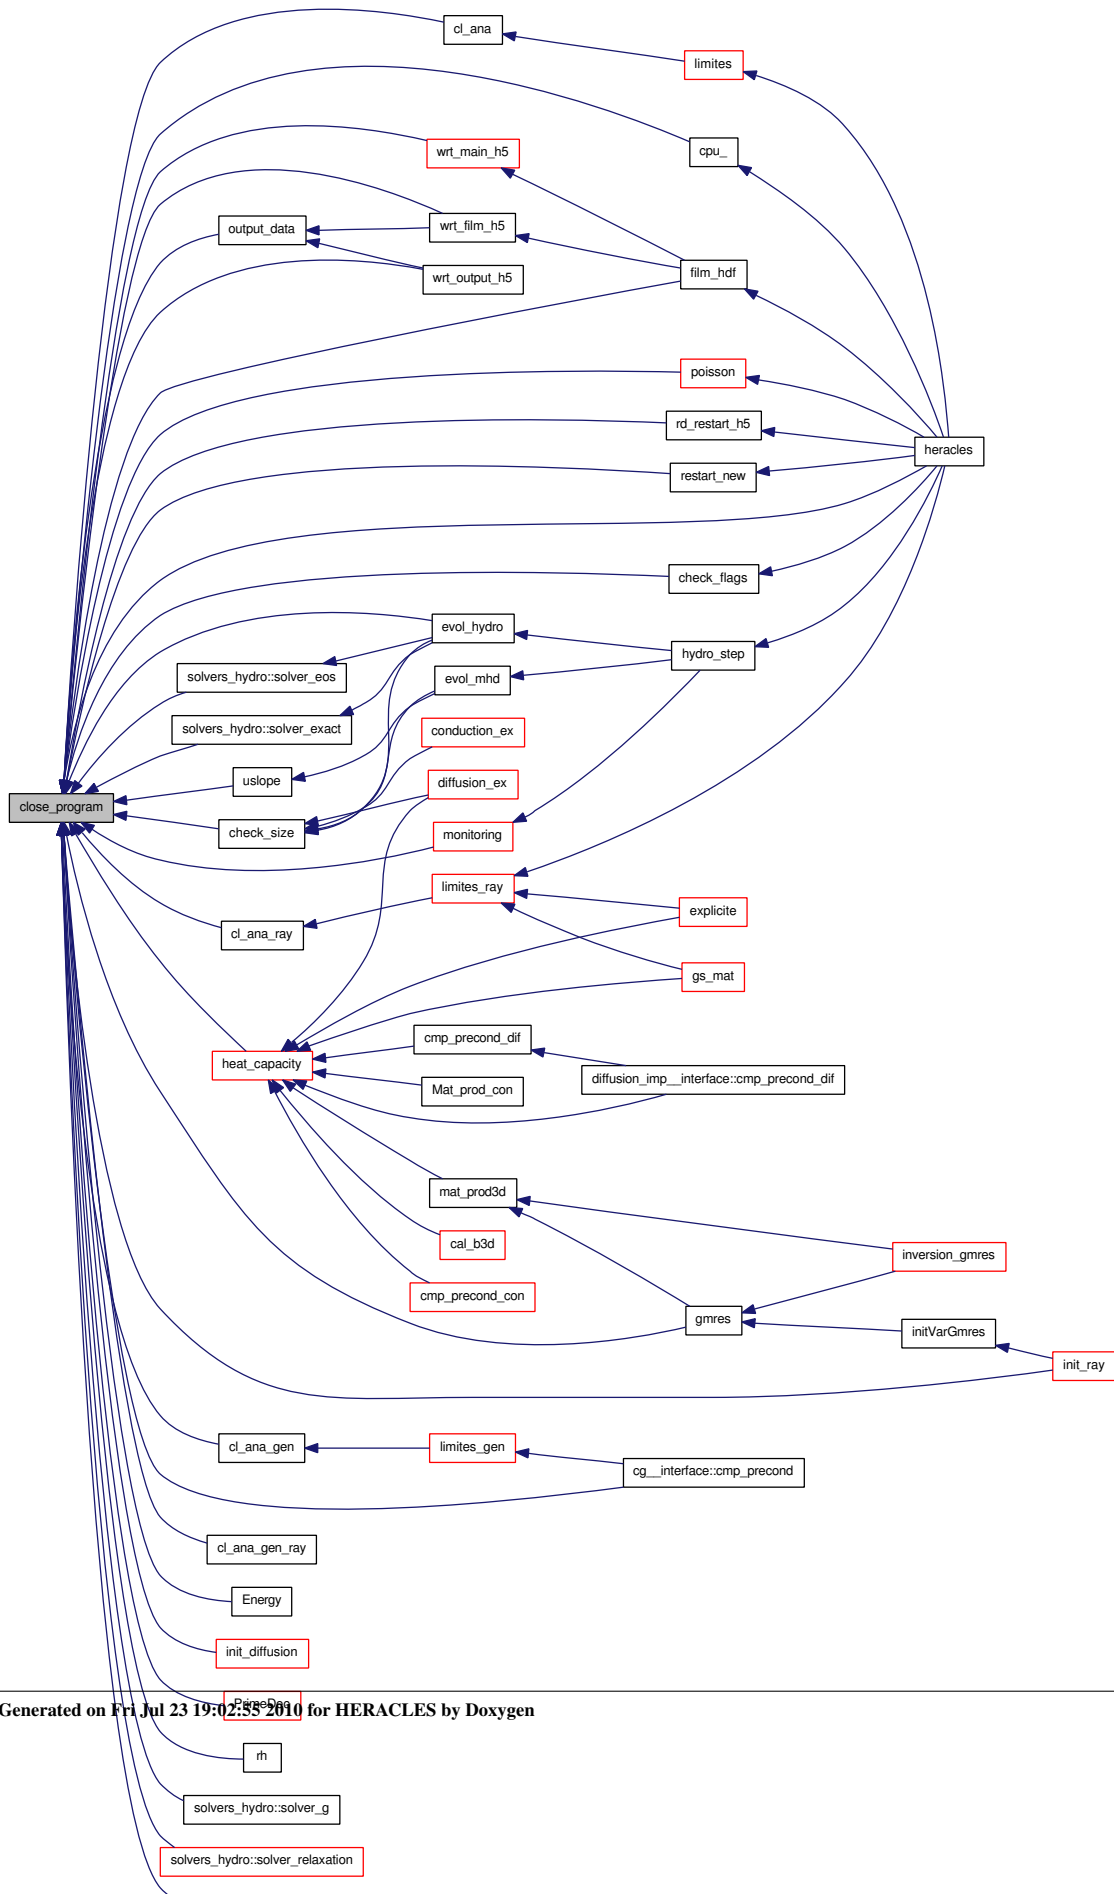 cl_ana
limites
cpu_
wrt_main_h5
output_data
wrt_film_h5
film_hdf
wrt_output_h5
poisson
rd_restart_h5
heracles
restart_new
check_flags
evol_hydro
hydro_step
solvers_hydro::solver_eos
evol_mhd
solvers_hydro::solver_exact
conduction_ex
uslope
diffusion_ex
close_program
check_size
monitoring
limites_ray
explicite
cl_ana_ray
gs_mat
cmp_precond_dif
heat_capacity
diffusion_imp__interface::cmp_precond_dif
Mat_prod_con
mat_prod3d
cal_b3d
inversion_gmres
cmp_precond_con
gmres
initVarGmres
init_ray
cl_ana_gen
limites_gen
cg__interface::cmp_precond
cl_ana_gen_ray
Energy
init_diffusion
PrimeDec
Generated on Fri Jul 23 19:02:55 2010 for HERACLES by Doxygen
rh
solvers_hydro::solver_g
solvers_hydro::solver_relaxation